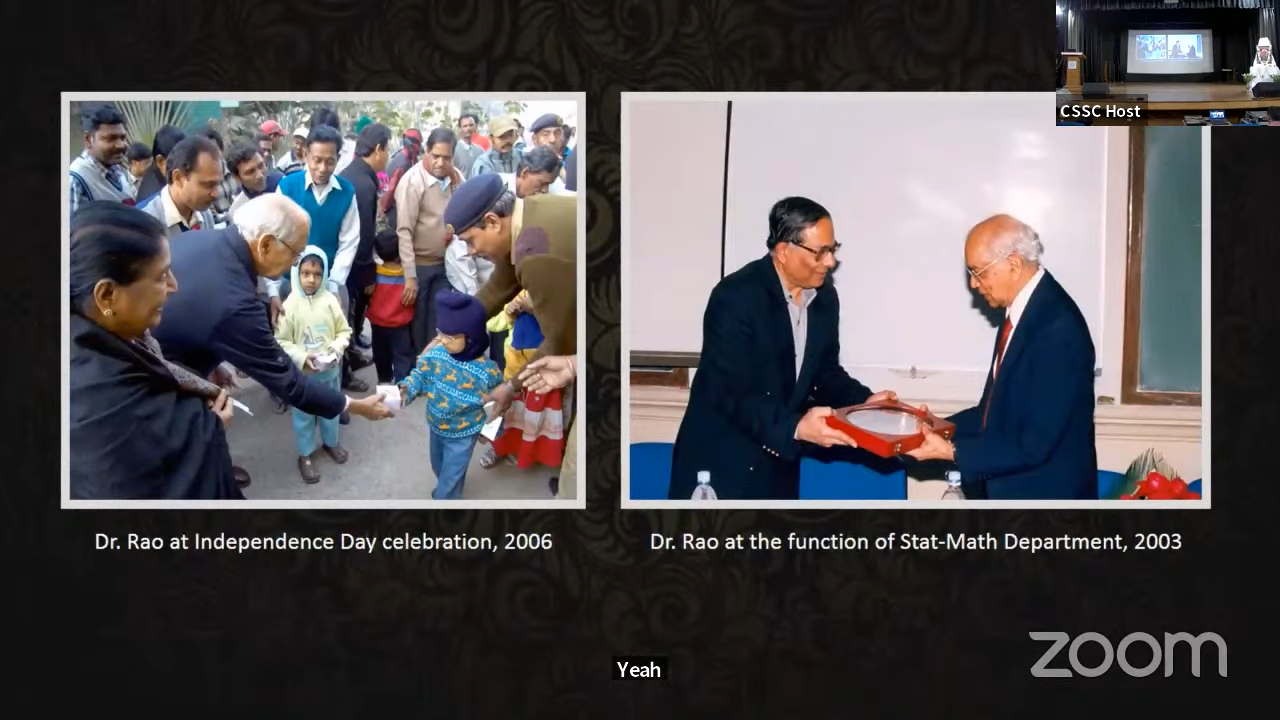 CSSC Host
Dr. Rao at Independence Day celebration, 2006
Dr. Rao at the function of Stat-Math Department, 2003
zoom
Yeah